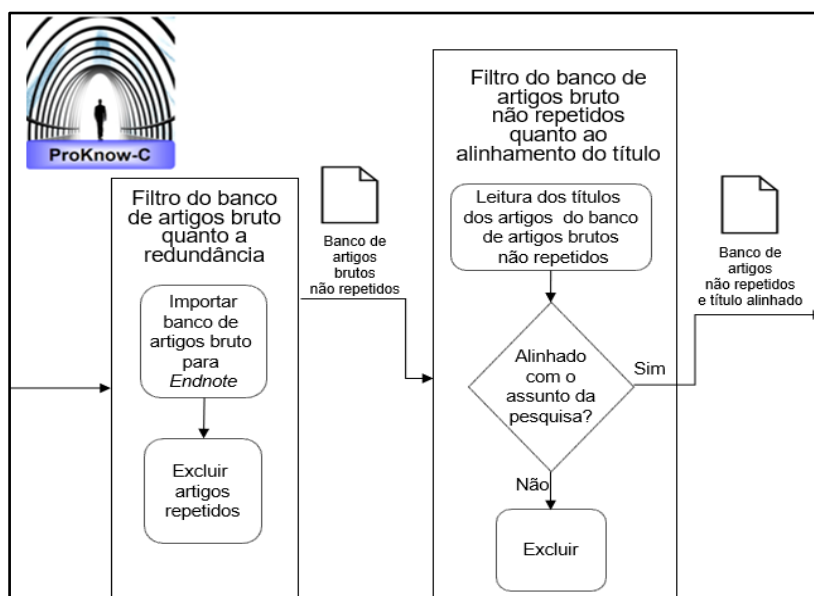 ProKnow-C
Filtro do banco
de artigos bruto
quanto a
redundância
Importar
banco de
artigos bruto
para
Endnote
Excluir
artigos
repetidos
Banco de
artigos
brutos
não repetidos
Filtro do banco de
artigos bruto
não repetidos
quanto ao
alinhamento do título
Leitura dos títulos
dos artigos do banco
de artigos brutos
não repetidos
Alinhado
com o
assunto da
pesquisa?
Sim
Não
Excluir
Banco de
artigos
não repetidos
e título alinhado